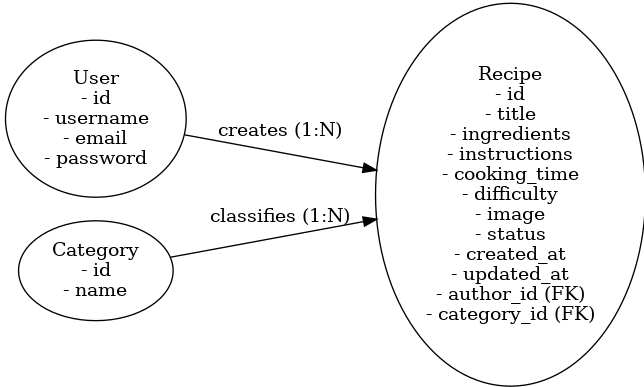 User
- id
- username
- email
- password
creates (1:N)
Category
- id
- name
classifies (1:N)
Recipe
- id
- title
- ingredients
- instructions
- cooking_time
- difficulty
- image
- status
- created_at
- updated_at
- author_id (FK)
- category_id (FK)